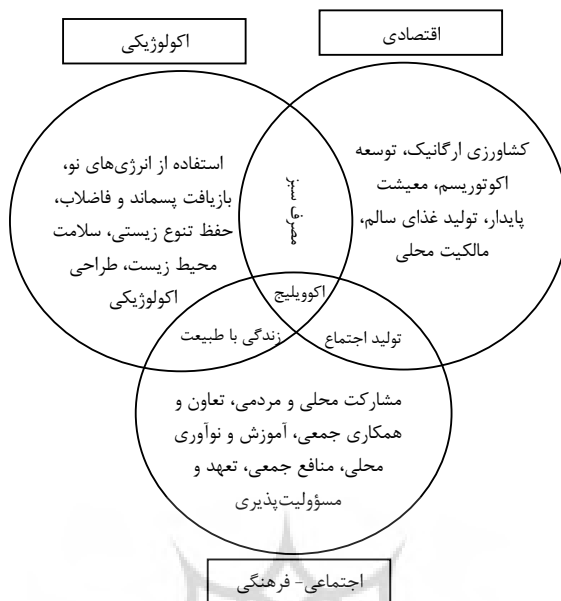 اقتصادی
اکولوژیکی
کشاورزی ارگانیک، توسعه
اکوتوریسم، معیشت
پایدار، تولید غذای سالم،
مالکیت محلی
مصرف سبز
استفاده از انرژی‌های نو،
بازیافت پسماند و فاضلاب،
حفظ تنوع زیستی، سلامت
محیط زیست، طراحی
اکولوژیکی
اکوویلیج
تولید اجتماع
زندگی با طبیعت
مشارکت محلی و مردمی، تعاون و
همکاری جمعی، آموزش و نوآوری
محلی، منافع جمعی، تعهد و
مسؤولیت‌پذیری
اجتماعی- فرهنگی